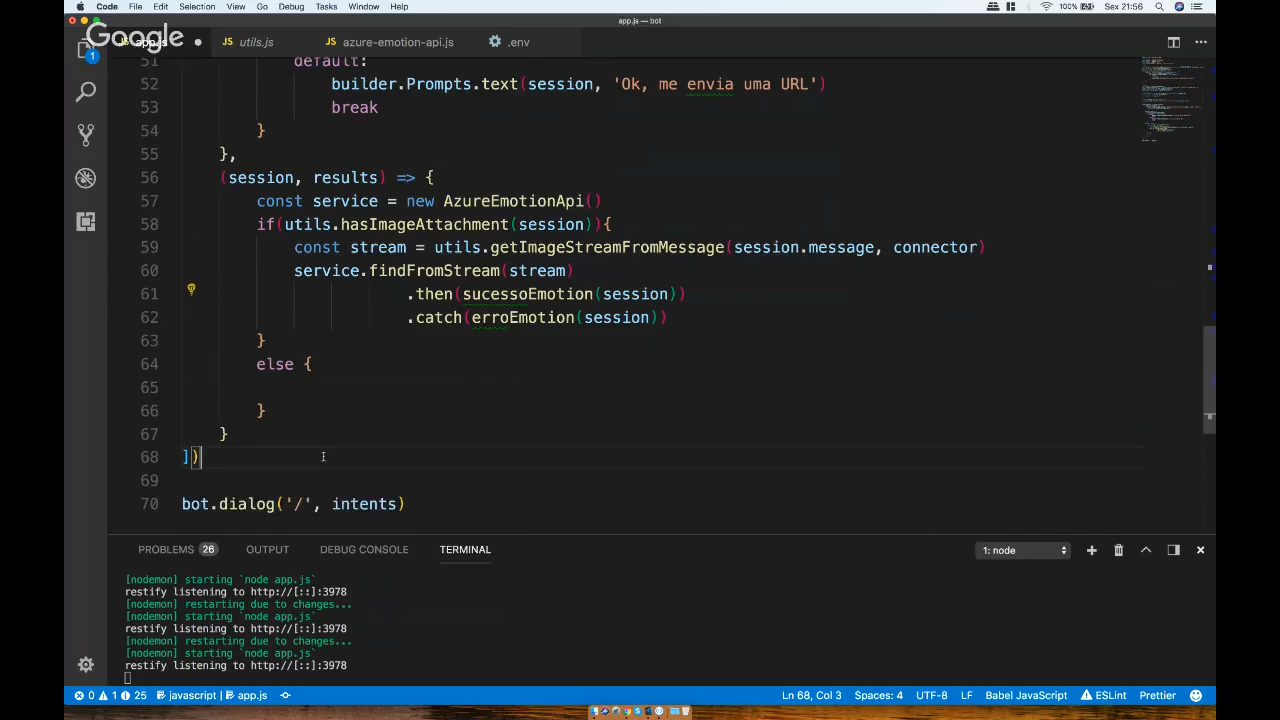 Code File Edit Selection View Go Debug Tasks Window Help 100% Sex 21:56
app.js — bot
Google
app.js utils.js azure-emotion-api.js .env
1
51 default:
52 builder.Prompts.text(session, 'Ok, me envia uma URL')
53 break
54 }
55 },
56 (session, results) => {
57 const service = new AzureEmotionApi()
58 if(utils.hasImageAttachment(session)){
59 const stream = utils.getImageStreamFromMessage(session.message, connector)
60 service.findFromStream(stream)
61 .then(sucessoEmotion(session))
62 .catch(erroEmotion(session))
63 }
64 else {
65
66 }
67 }
68 ])
69
70 bot.dialog('/', intents)
PROBLEMS 26 OUTPUT DEBUG CONSOLE TERMINAL 1: node
[nodemon] starting `node app.js`
restify listening to http://[::]:3978
[nodemon] restarting due to changes...
[nodemon] starting `node app.js`
restify listening to http://[::]:3978
[nodemon] restarting due to changes...
[nodemon] starting `node app.js`
restify listening to http://[::]:3978
0 1 25 javascript | app.js Ln 68, Col 3 Spaces: 4 UTF-8 LF Babel JavaScript ESLint Prettier